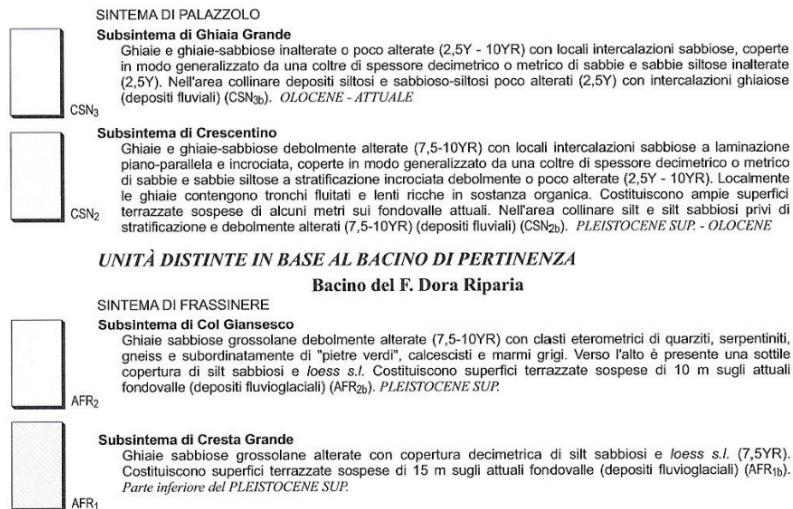 SINTEMA DI PALAZZOLO
Subsintema di Ghiaia Grande
Ghiaie e ghiaie-sabbiose inalterate o poco alterate (2,5Y - 10YR) con locali intercalazioni sabbiose, coperte
in modo generalizzato da una coltre di spessore decimetrico o metrico di sabbie e sabbie siltose inalterate
(2,5Y). Nell'area collinare depositi siltosi e sabbioso-siltosi poco alterati (2,5Y) con intercalazioni ghiaiose
(depositi fluviali) (CSN3b). OLOCENE - ATTUALE
CSN3
Subsintema di Crescentino
Ghiaie e ghiaie-sabbiose debolmente alterate (7,5-10YR) con locali intercalazioni sabbiose a laminazione
piano-parallela e incrociata, coperte in modo generalizzato da una coltre di spessore decimetrico o metrico
di sabbie e sabbie siltose a stratificazione incrociata debolmente o poco alterate (2,5Y - 10YR). Localmente
le ghiaie contengono tronchi fluitati e lenti ricche in sostanza organica. Costituiscono ampie superfici
terrazzate sospese di alcuni metri sui fondovalle attuali. Nell'area collinare silt e silt sabbiosi privi di
stratificazione e debolmente alterati (7,5-10YR) (depositi fluviali) (CSN2b). PLEISTOCENE SUP. - OLOCENE
CSN2
UNITÀ DISTINTE IN BASE AL BACINO DI PERTINENZA
Bacino del F. Dora Riparia
SINTEMA DI FRASSINERE
Subsintema di Col Giansesco
Ghiaie sabbiose grossolane debolmente alterate (7,5-10YR) con clasti eterometrici di quarziti, serpentiniti,
gneiss e subordinatamente di "pietre verdi", calcescisti e marmi grigi. Verso l'alto è presente una sottile
copertura di silt sabbiosi e loess s.l. Costituiscono superfici terrazzate sospese di 10 m sugli attuali
fondovalle (depositi fluvioglaciali) (AFR2b). PLEISTOCENE SUP.
AFR2
Subsintema di Cresta Grande
Ghiaie sabbiose grossolane alterate con copertura decimetrica di silt sabbiosi e loess s.l. (7,5YR).
Costituiscono superfici terrazzate sospese di 15 m sugli attuali fondovalle (depositi fluvioglaciali) (AFR1b).
Parte inferiore del PLEISTOCENE SUP.
AFR1